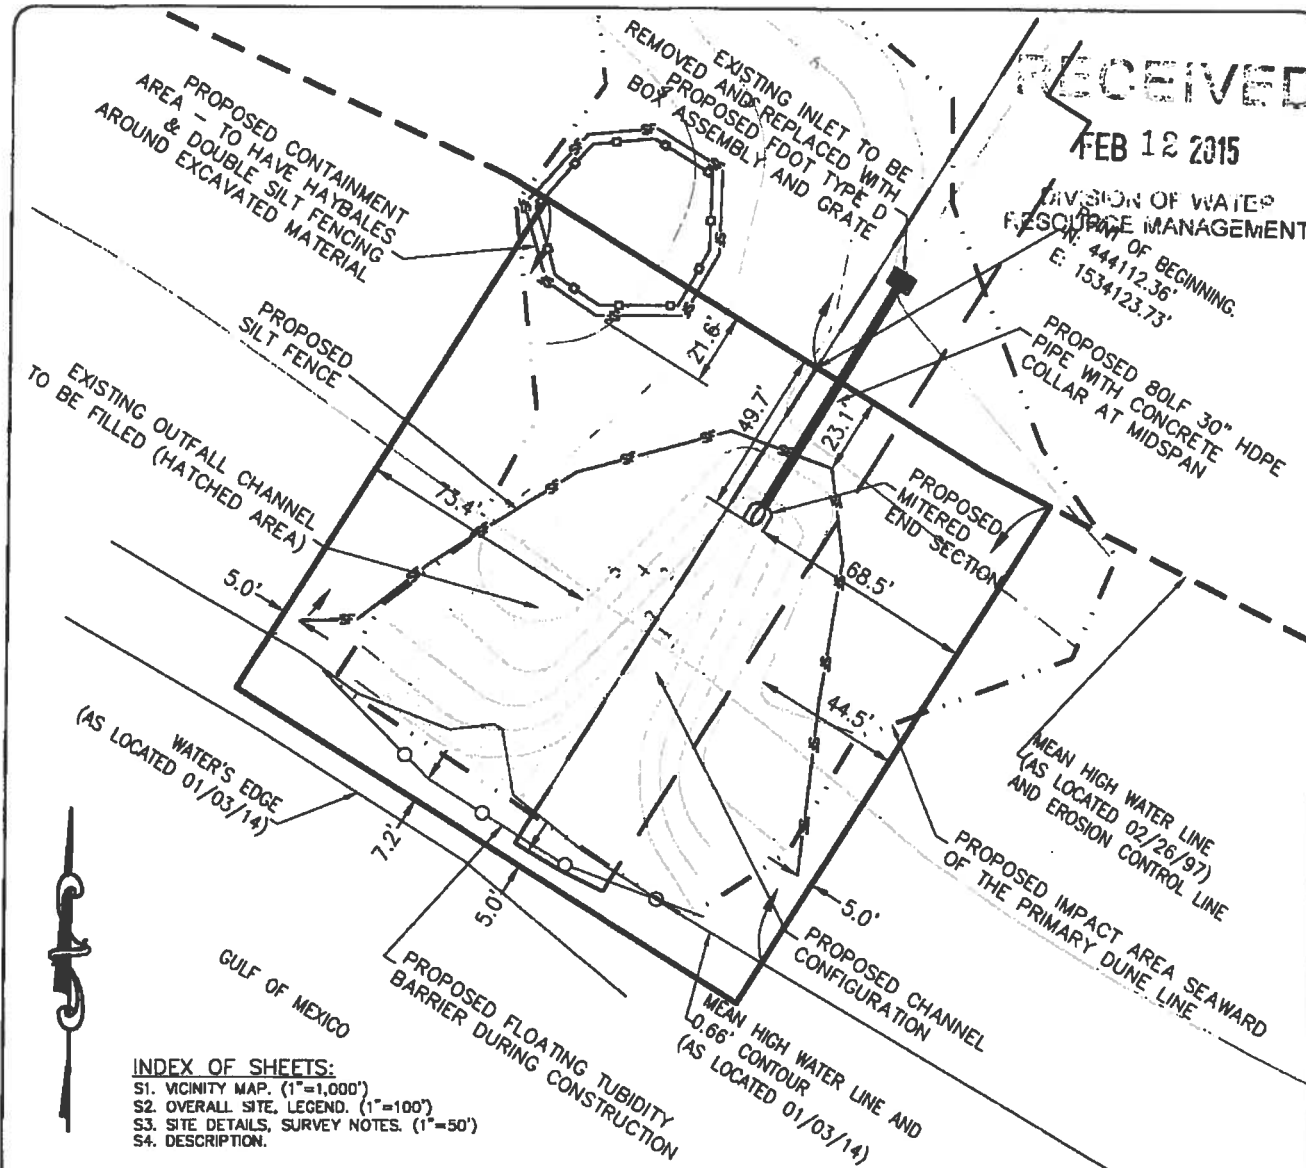 RECEIVED
FEB 12 2015
DIVISION OF WATER
RESOURCE MANAGEMENT
EXISTING INLET TO BE
REMOVED AND REPLACED WITH
PROPOSED FDOT TYPE D
BOX ASSEMBLY AND GRATE
PROPOSED CONTAINMENT
AREA - TO HAVE HAYBALES
& DOUBLE SILT FENCING
AROUND EXCAVATED MATERIAL
POINT OF BEGINNING.
N: 444112.36'
E: 1534123.73'
PROPOSED
SILT FENCE
21.6'
PROPOSED 80LF 30" HDPE
PIPE WITH CONCRETE
COLLAR AT MIDSPAN
EXISTING OUTFALL CHANNEL
TO BE FILLED (HATCHED AREA)
49.7'
23.1'
73.4'
PROPOSED
MITERED
END SECTION
68.5'
5.0'
3
4
2
1
44.5'
WATER'S EDGE
(AS LOCATED 01/03/14)
MEAN HIGH WATER LINE
(AS LOCATED 02/26/97)
AND EROSION CONTROL LINE
7.2'
5.0'
5.0'
PROPOSED IMPACT AREA SEAWARD
OF THE PRIMARY DUNE LINE
PROPOSED CHANNEL
CONFIGURATION
GULF OF MEXICO
PROPOSED FLOATING TUBIDITY
BARRIER DURING CONSTRUCTION
MEAN HIGH WATER LINE AND
0.66' CONTOUR
(AS LOCATED 01/03/14)
INDEX OF SHEETS:
S1. VICINITY MAP. (1"=1,000')
S2. OVERALL SITE, LEGEND. (1"=100')
S3. SITE DETAILS, SURVEY NOTES. (1"=50')
S4. DESCRIPTION.